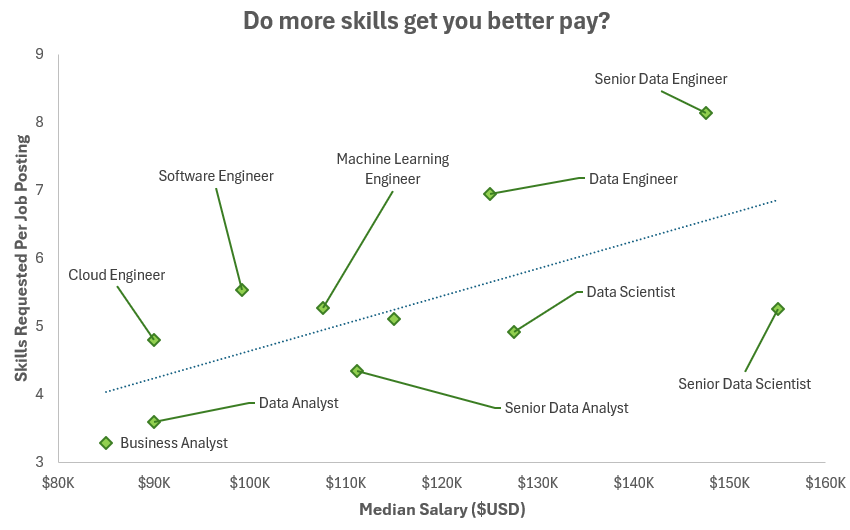 Do more skills get you better pay?
9
8
7
6
5
4
3
Skills Requested Per Job Posting
Senior Data Engineer
Machine Learning
Engineer
Software Engineer
Data Engineer
Cloud Engineer
Data Scientist
Senior Data Scientist
Data Analyst
Senior Data Analyst
Business Analyst
$80K $90K $100K $110K $120K $130K $140K $150K $160K
Median Salary ($USD)